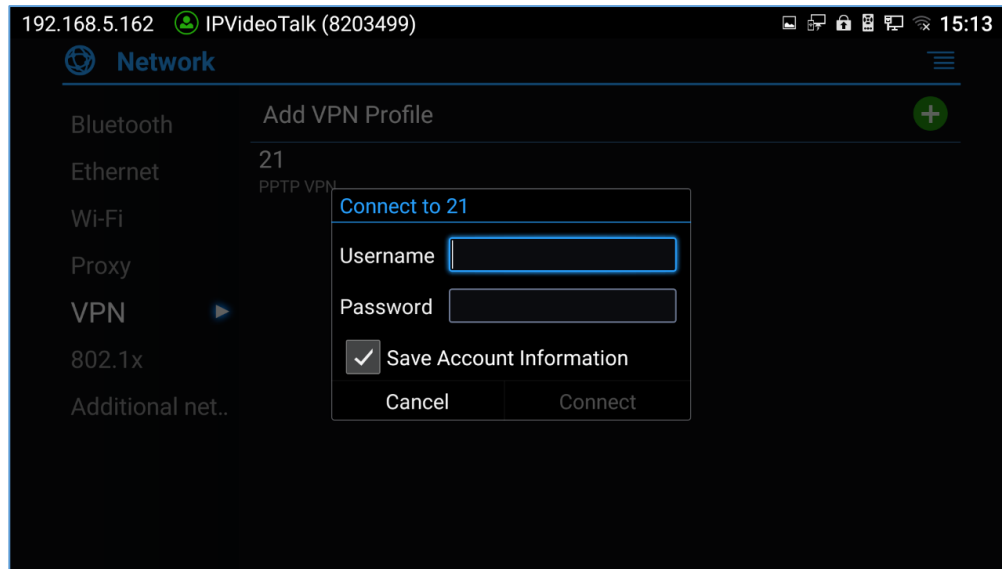 192.168.5.162 IPVideoTalk (8203499) 15:13
Network
Bluetooth
Ethernet
Wi-Fi
Proxy
VPN
802.1x
Additional net..
Add VPN Profile
21
PPTP VPN
Connect to 21
Username
Password
Save Account Information
Cancel Connect